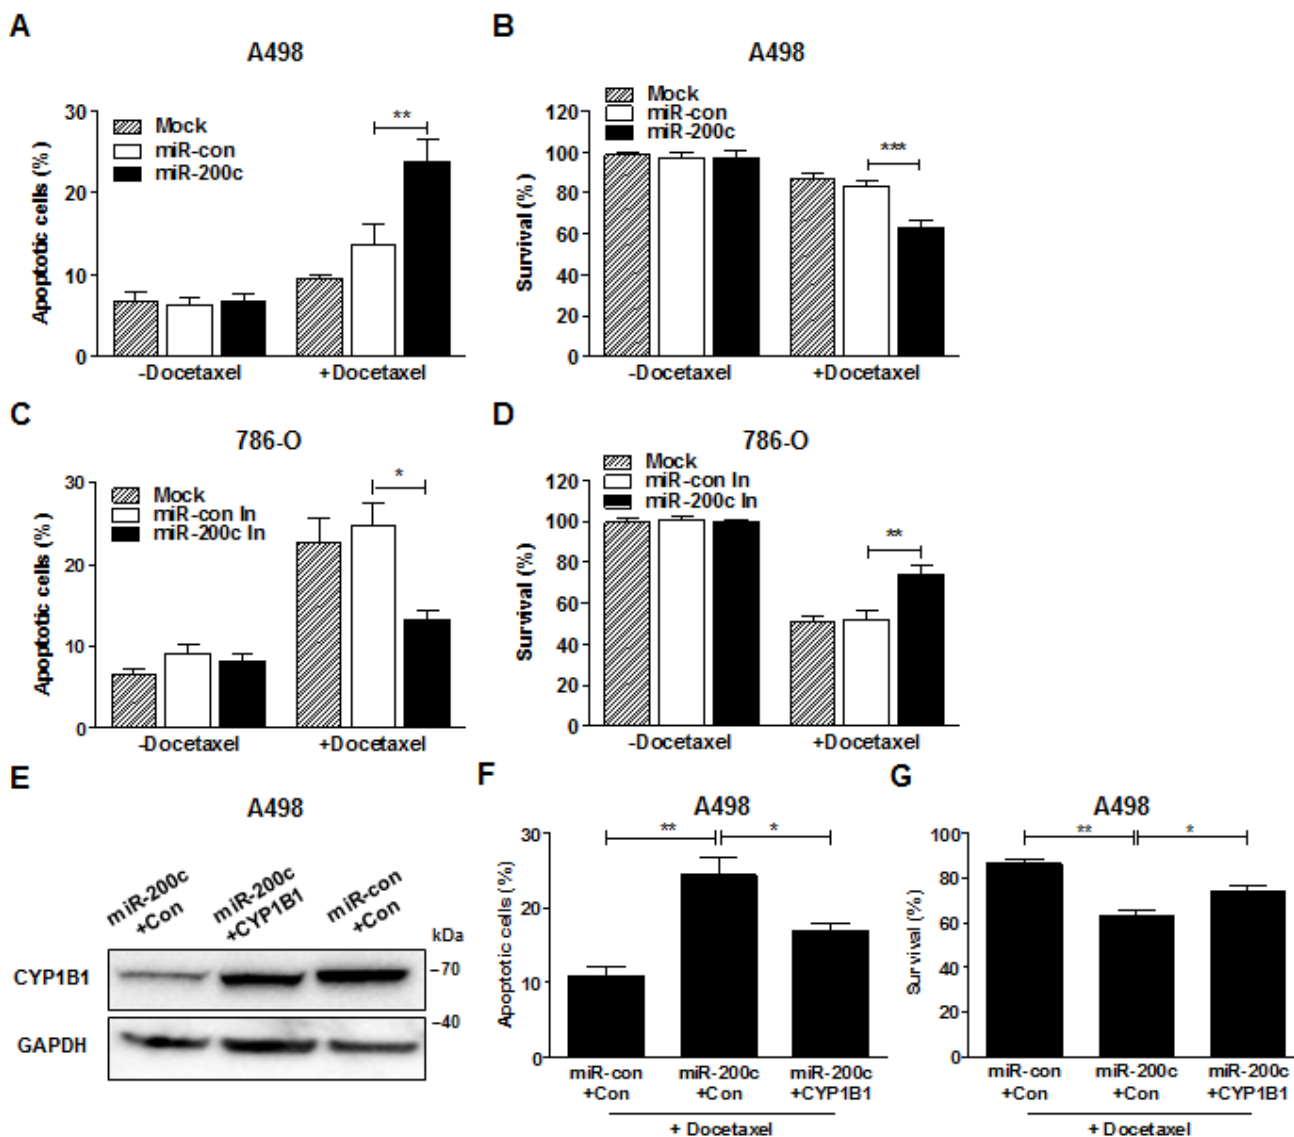 A
A498
30
20
10
0
Apoptotic cells (%)
Mock
miR-con
miR-200c
**
-Docetaxel
+Docetaxel
B
A498
120
100
80
60
40
20
0
Survival (%)
Mock
miR-con
miR-200c
***
-Docetaxel
+Docetaxel
C
786-O
30
20
10
0
Apoptotic cells (%)
Mock
miR-con In
miR-200c In
*
-Docetaxel
+Docetaxel
D
786-O
120
100
80
60
40
20
0
Survival (%)
Mock
miR-con In
miR-200c In
**
-Docetaxel
+Docetaxel
E
A498
miR-200c
+Con
miR-200c
+CYP1B1
miR-con
+Con
kDa
CYP1B1
–70
–40
GAPDH
F
A498
30
20
10
0
Apoptotic cells (%)
**
*
miR-con
+Con
miR-200c
+Con
miR-200c
+CYP1B1
+ Docetaxel
G
A498
100
80
60
40
20
0
Survival (%)
**
*
miR-con
+Con
miR-200c
+Con
miR-200c
+CYP1B1
+ Docetaxel